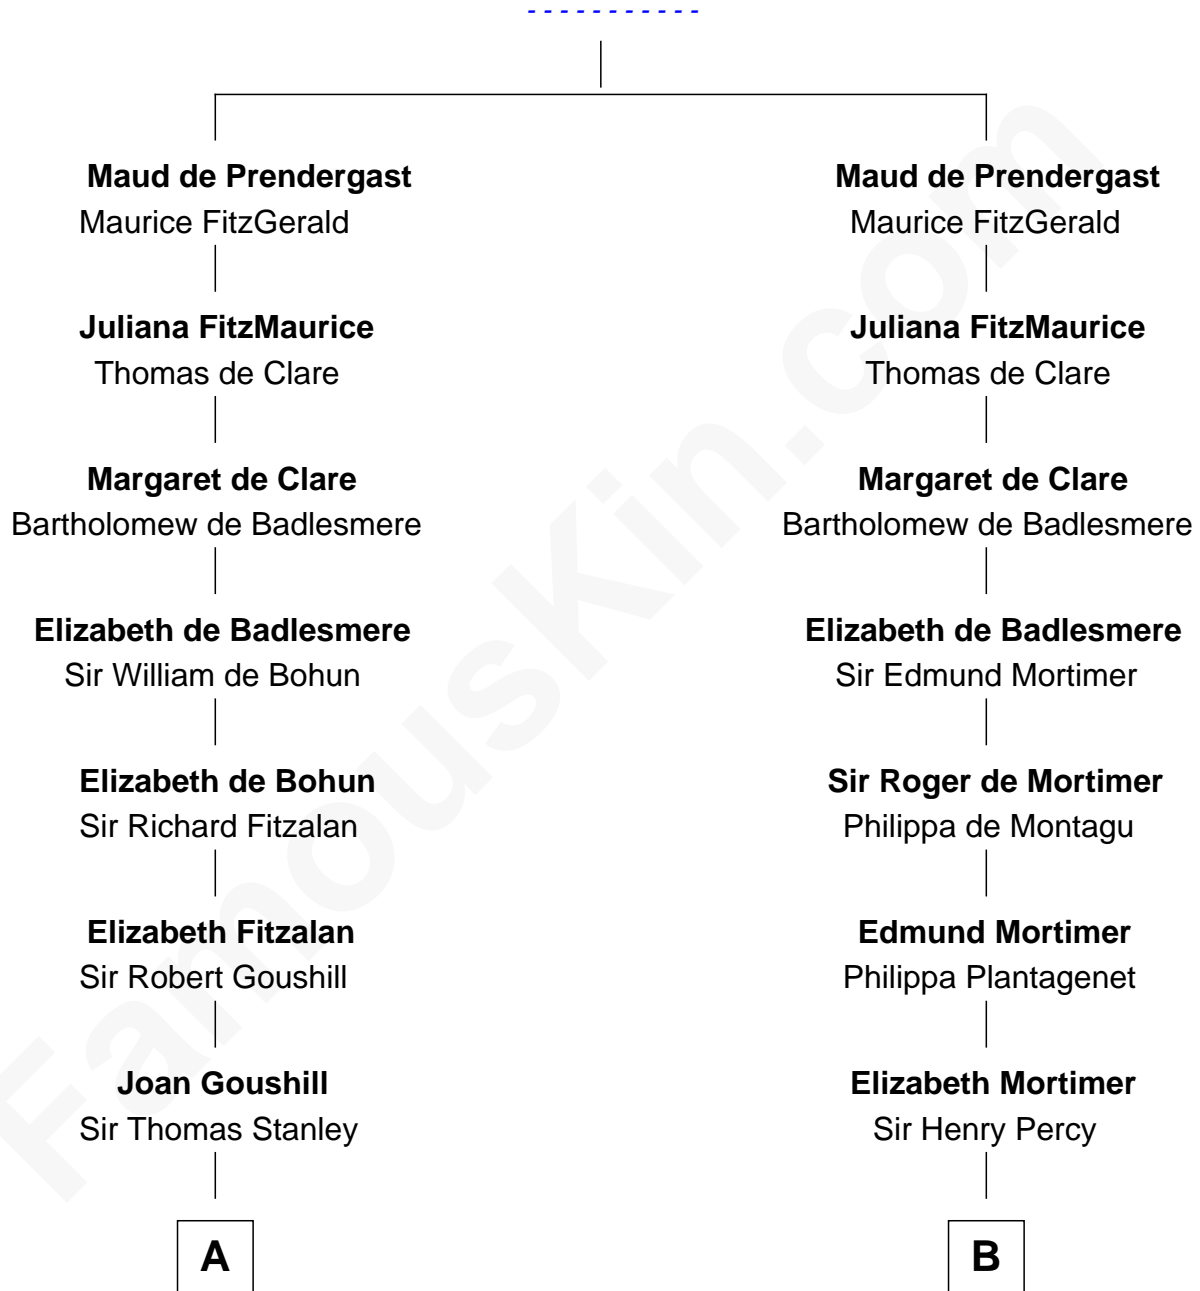 - - - - - - - - - - -
Maud de Prendergast Maud de Prendergast
Maurice FitzGerald Maurice FitzGerald
Juliana FitzMaurice Juliana FitzMaurice
Thomas de Clare Thomas de Clare
Margaret de Clare Margaret de Clare
Bartholomew de Badlesmere Bartholomew de Badlesmere
Elizabeth de Badlesmere Elizabeth de Badlesmere
Sir William de Bohun Sir Edmund Mortimer
Elizabeth de Bohun Sir Roger de Mortimer
Sir Richard Fitzalan Philippa de Montagu
Elizabeth Fitzalan Edmund Mortimer
Sir Robert Goushill Philippa Plantagenet
Joan Goushill Elizabeth Mortimer
Sir Thomas Stanley Sir Henry Percy
A B
FamousKin.com